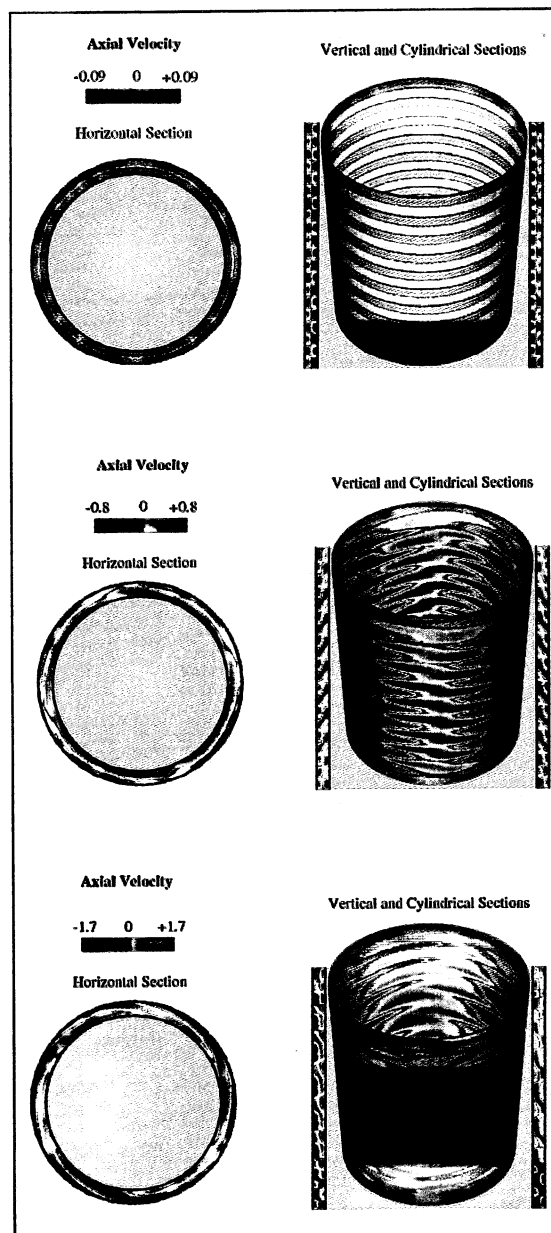 Axial Velocity
-0.09 0 +0.09
Horizontal Section
Vertical and Cylindrical Sections
Axial Velocity
-0.8 0 +0.8
Horizontal Section
Vertical and Cylindrical Sections
Axial Velocity
-1.7 0 +1.7
Horizontal Section
Vertical and Cylindrical Sections